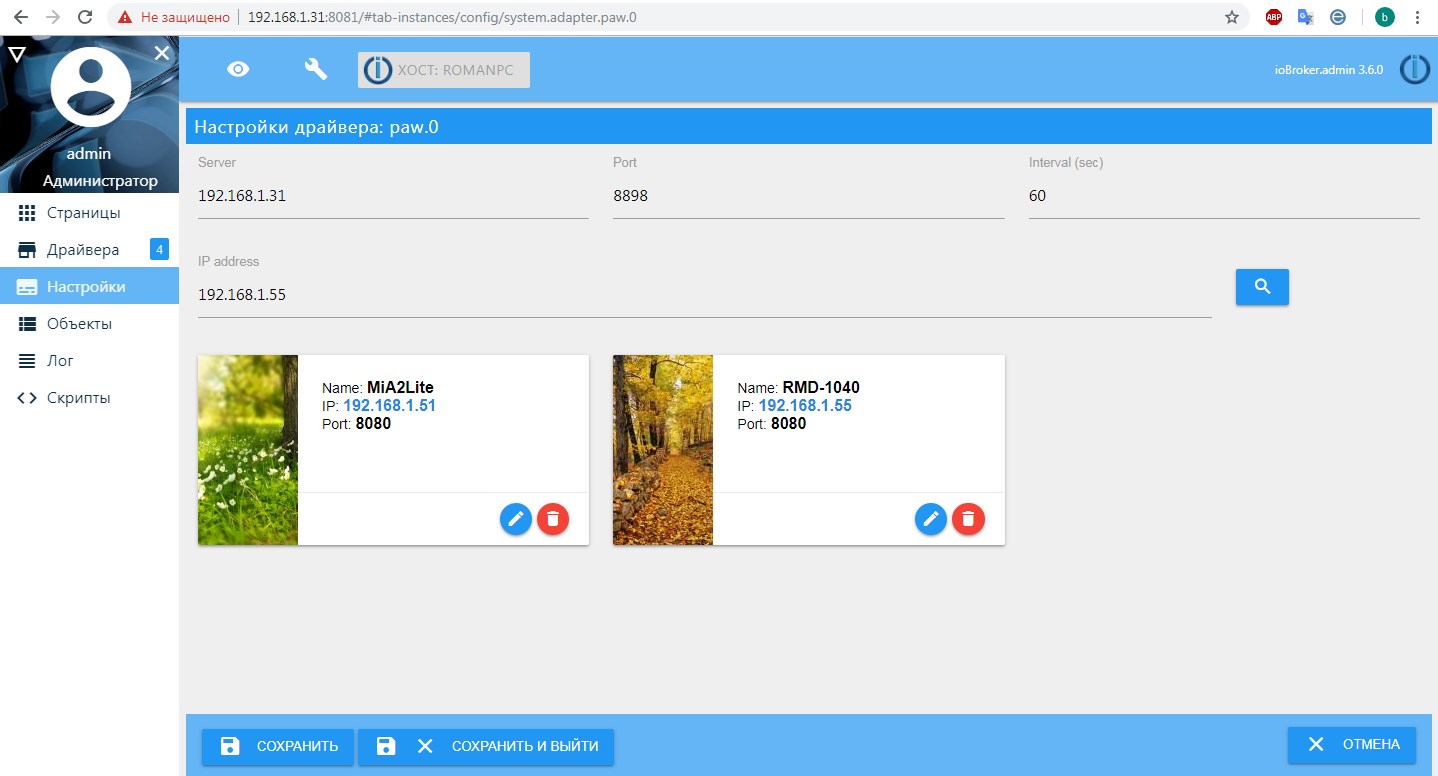 Не защищено
192.168.1.31:8081/#tab-instances/config/system.adapter.paw.0
ABP
b
admin
Администратор
ХОСТ: ROMANPC
ioBroker.admin 3.6.0
Страницы
Драйвера 4
Настройки
Объекты
Лог
Скрипты
Настройки драйвера: paw.0
Server
192.168.1.31
Port
8898
Interval (sec)
60
IP address
192.168.1.55
Name: MiA2Lite
IP: 192.168.1.51
Port: 8080
Name: RMD-1040
IP: 192.168.1.55
Port: 8080
СОХРАНИТЬ
СОХРАНИТЬ И ВЫЙТИ
ОТМЕНА